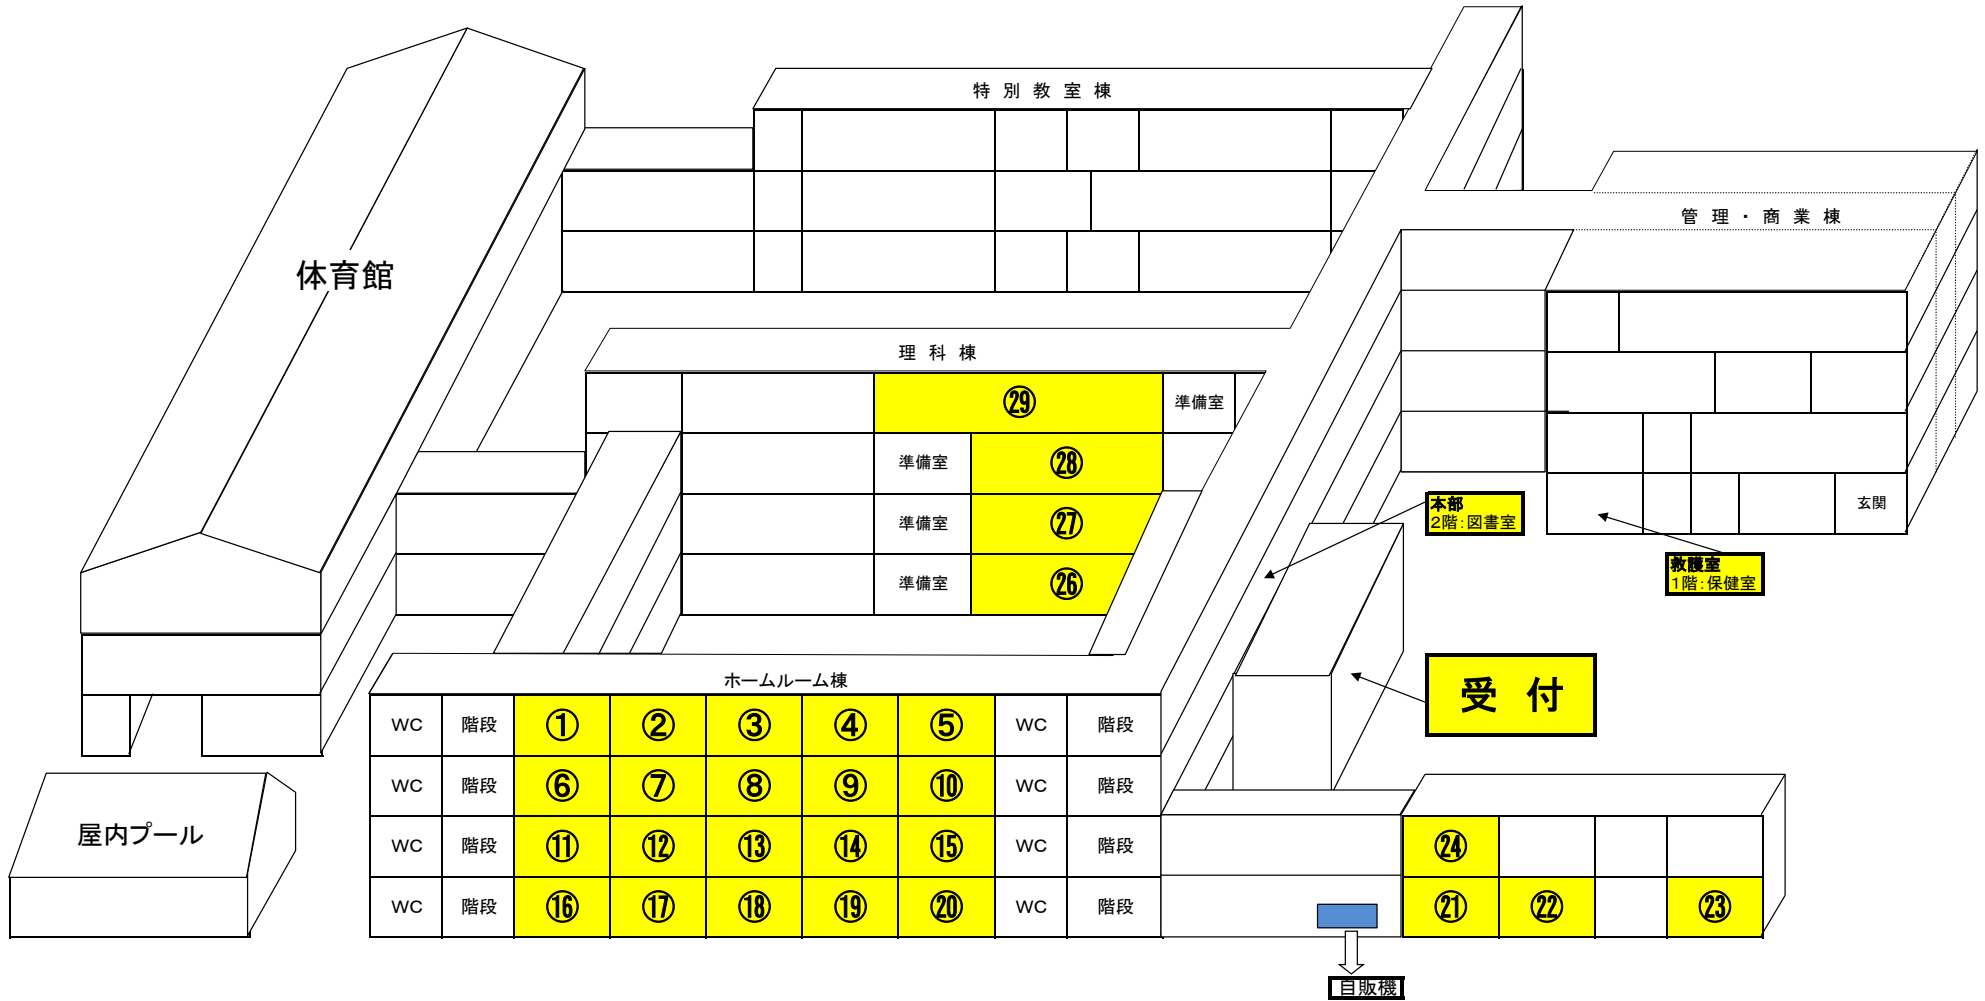 特別教室棟
管理・商業棟
体育館
理科棟
㉙ 準備室
準備室 ㉘
準備室 ㉗
準備室 ㉖
玄関
本部
2階:図書室
救護室
1階:保健室
受付
ホームルーム棟
WC 階段 ① ② ③ ④ ⑤ WC 階段
WC 階段 ⑥ ⑦ ⑧ ⑨ ⑩ WC 階段
屋内プール
WC 階段 ⑪ ⑫ ⑬ ⑭ ⑮ WC 階段 ㉔
WC 階段 ⑯ ⑰ ⑱ ⑲ ⑳ WC 階段 ㉑ ㉒ ㉓
自販機